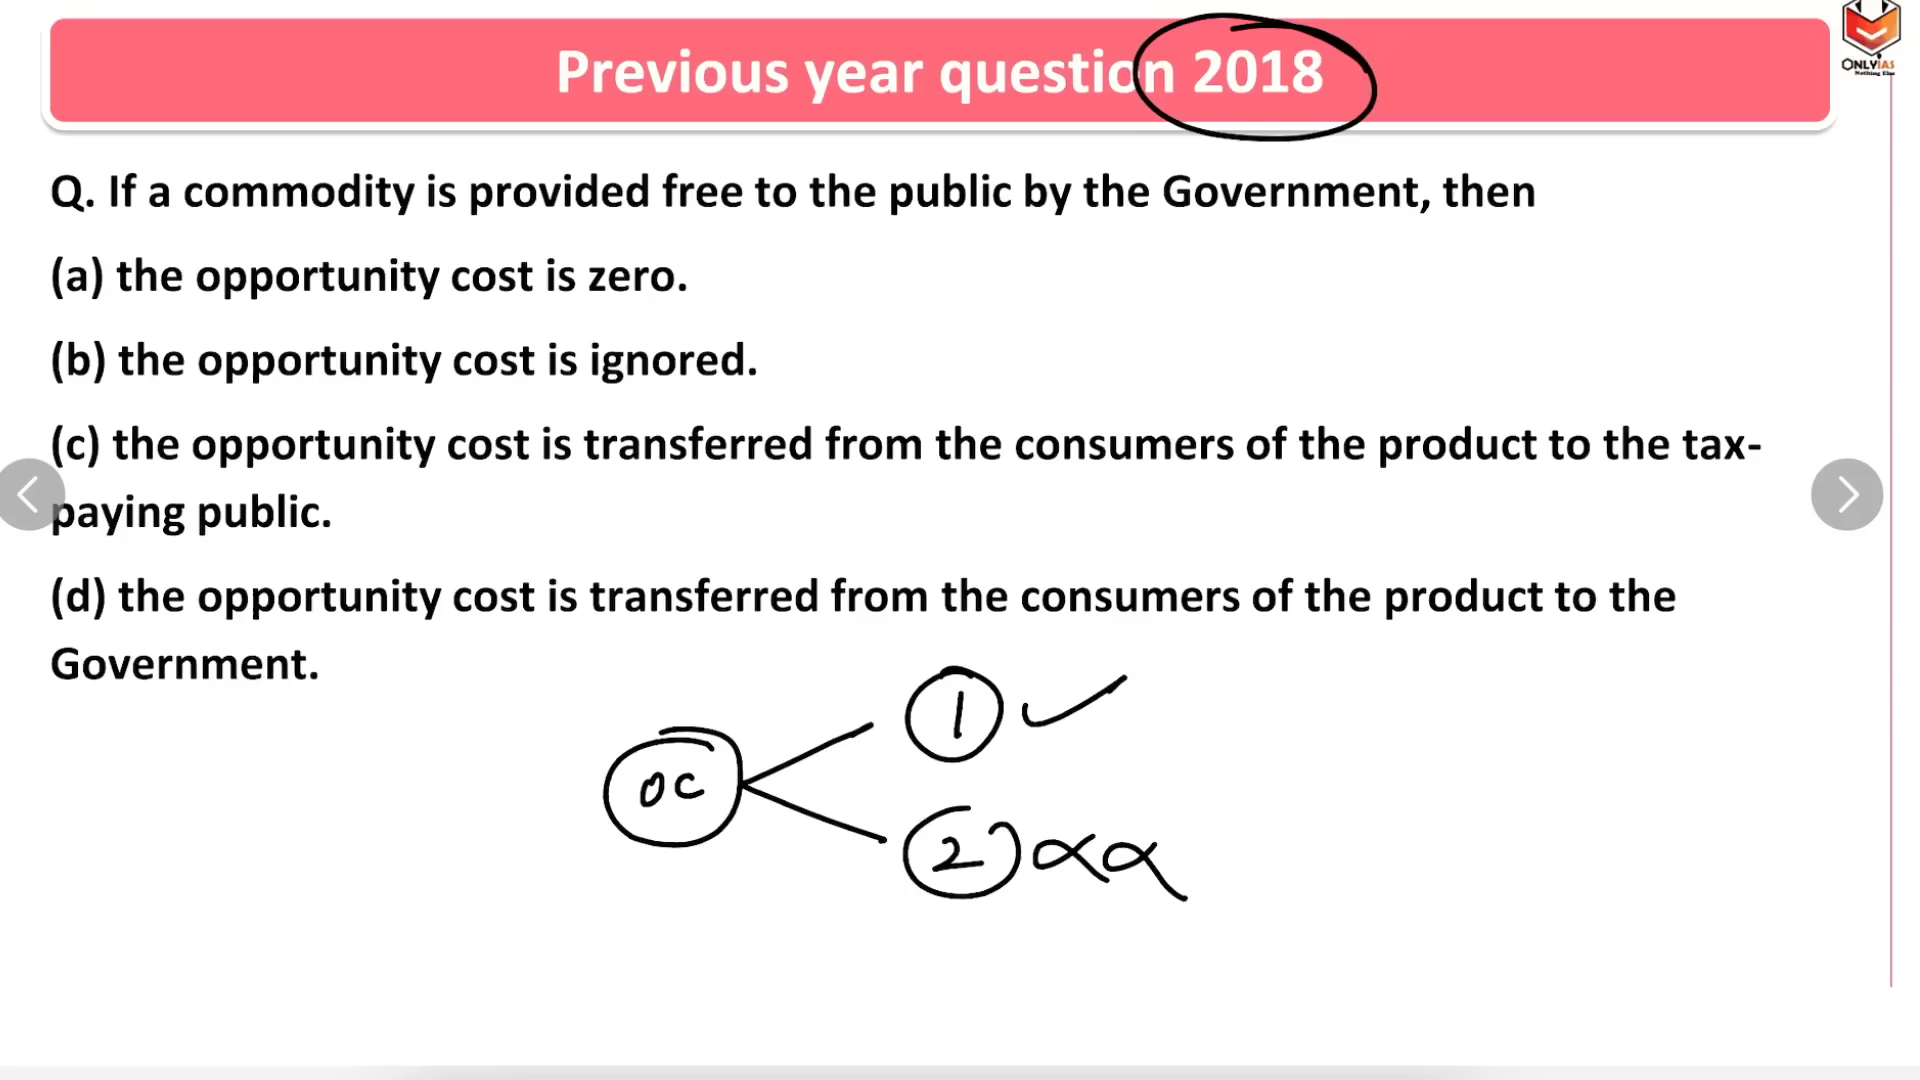 Previous year question 2018
ONLYIAS
Nothing Else
Q. If a commodity is provided free to the public by the Government, then
(a) the opportunity cost is zero.
(b) the opportunity cost is ignored.
(c) the opportunity cost is transferred from the consumers of the product to the tax-
paying public.
(d) the opportunity cost is transferred from the consumers of the product to the
Government.
1
OC
2